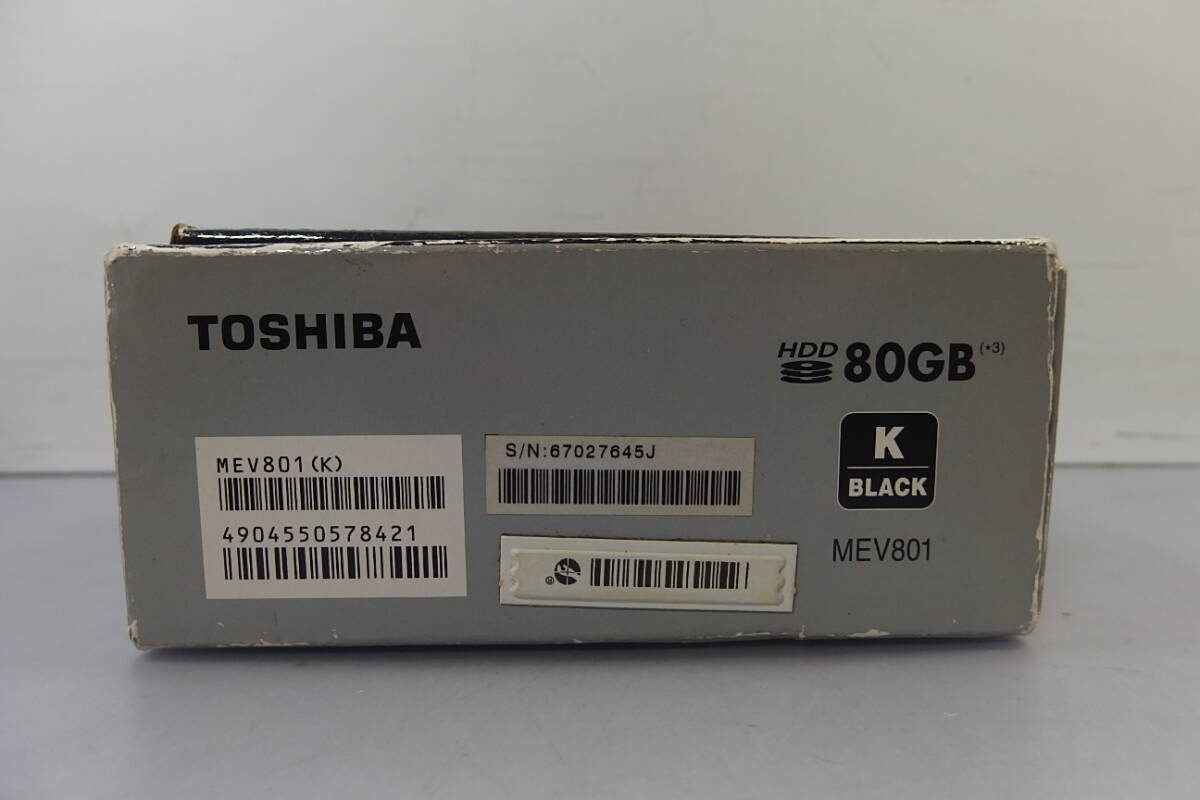 TOSHIBA
HDD 80GB (*3)
MEV801(K)
4904550578421
S/N:67027645J
K
BLACK
MEV801
®